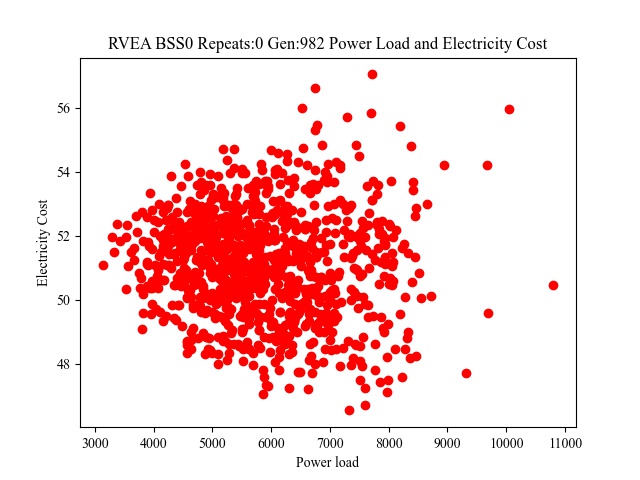 RVEA BSS0 Repeats:0 Gen:982 Power Load and Electricity Cost
56
54
52
50
48
Electricity Cost
3000 4000 5000 6000 7000 8000 9000 10000 11000
Power load